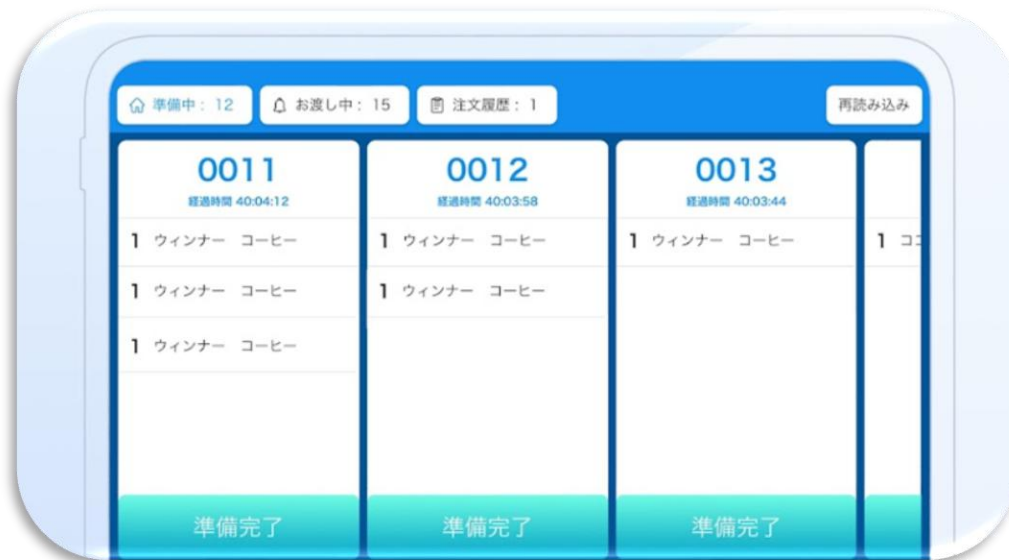 準備中： 12
お渡し中： 15
注文履歴： 1
再読み込み
0011
経過時間 40:04:12
1 ウィンナー　コーヒー
1 ウィンナー　コーヒー
1 ウィンナー　コーヒー
準備完了
0012
経過時間 40:03:58
1 ウィンナー　コーヒー
1 ウィンナー　コーヒー
準備完了
0013
経過時間 40:03:44
1 ウィンナー　コーヒー
準備完了
1 コ